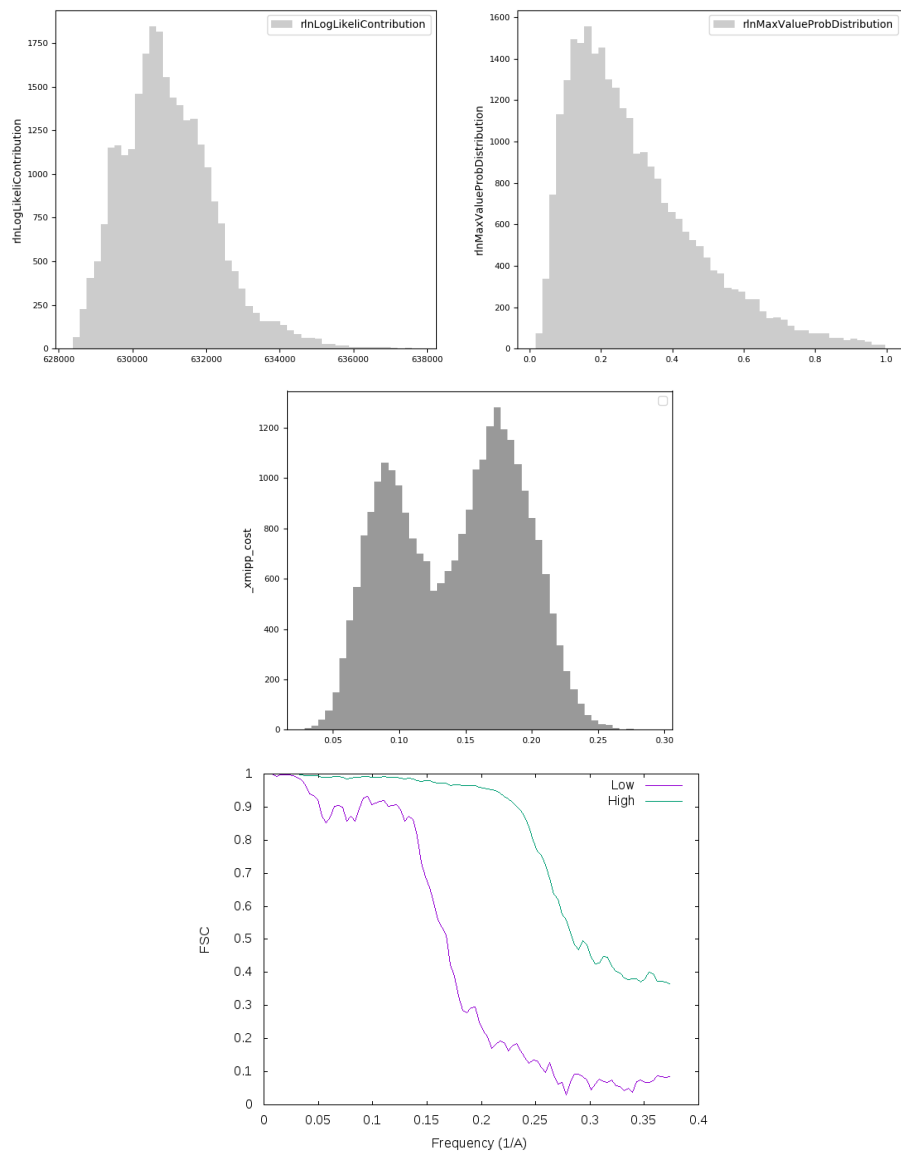 rlnLogLikeliContribution
rlnLogLikeliContribution
1750
1500
1250
1000
750
500
250
0
628000 630000 632000 634000 636000 638000
rlnMaxValueProbDistribution
rlnMaxValueProbDistribution
1600
1400
1200
1000
800
600
400
200
0
0.0 0.2 0.4 0.6 0.8 1.0
_xmipp_cost
1200
1000
800
600
400
200
0
0.05 0.10 0.15 0.20 0.25 0.30
FSC
1
0.9
0.8
0.7
0.6
0.5
0.4
0.3
0.2
0.1
0
Low
High
0 0.05 0.1 0.15 0.2 0.25 0.3 0.35 0.4
Frequency (1/A)